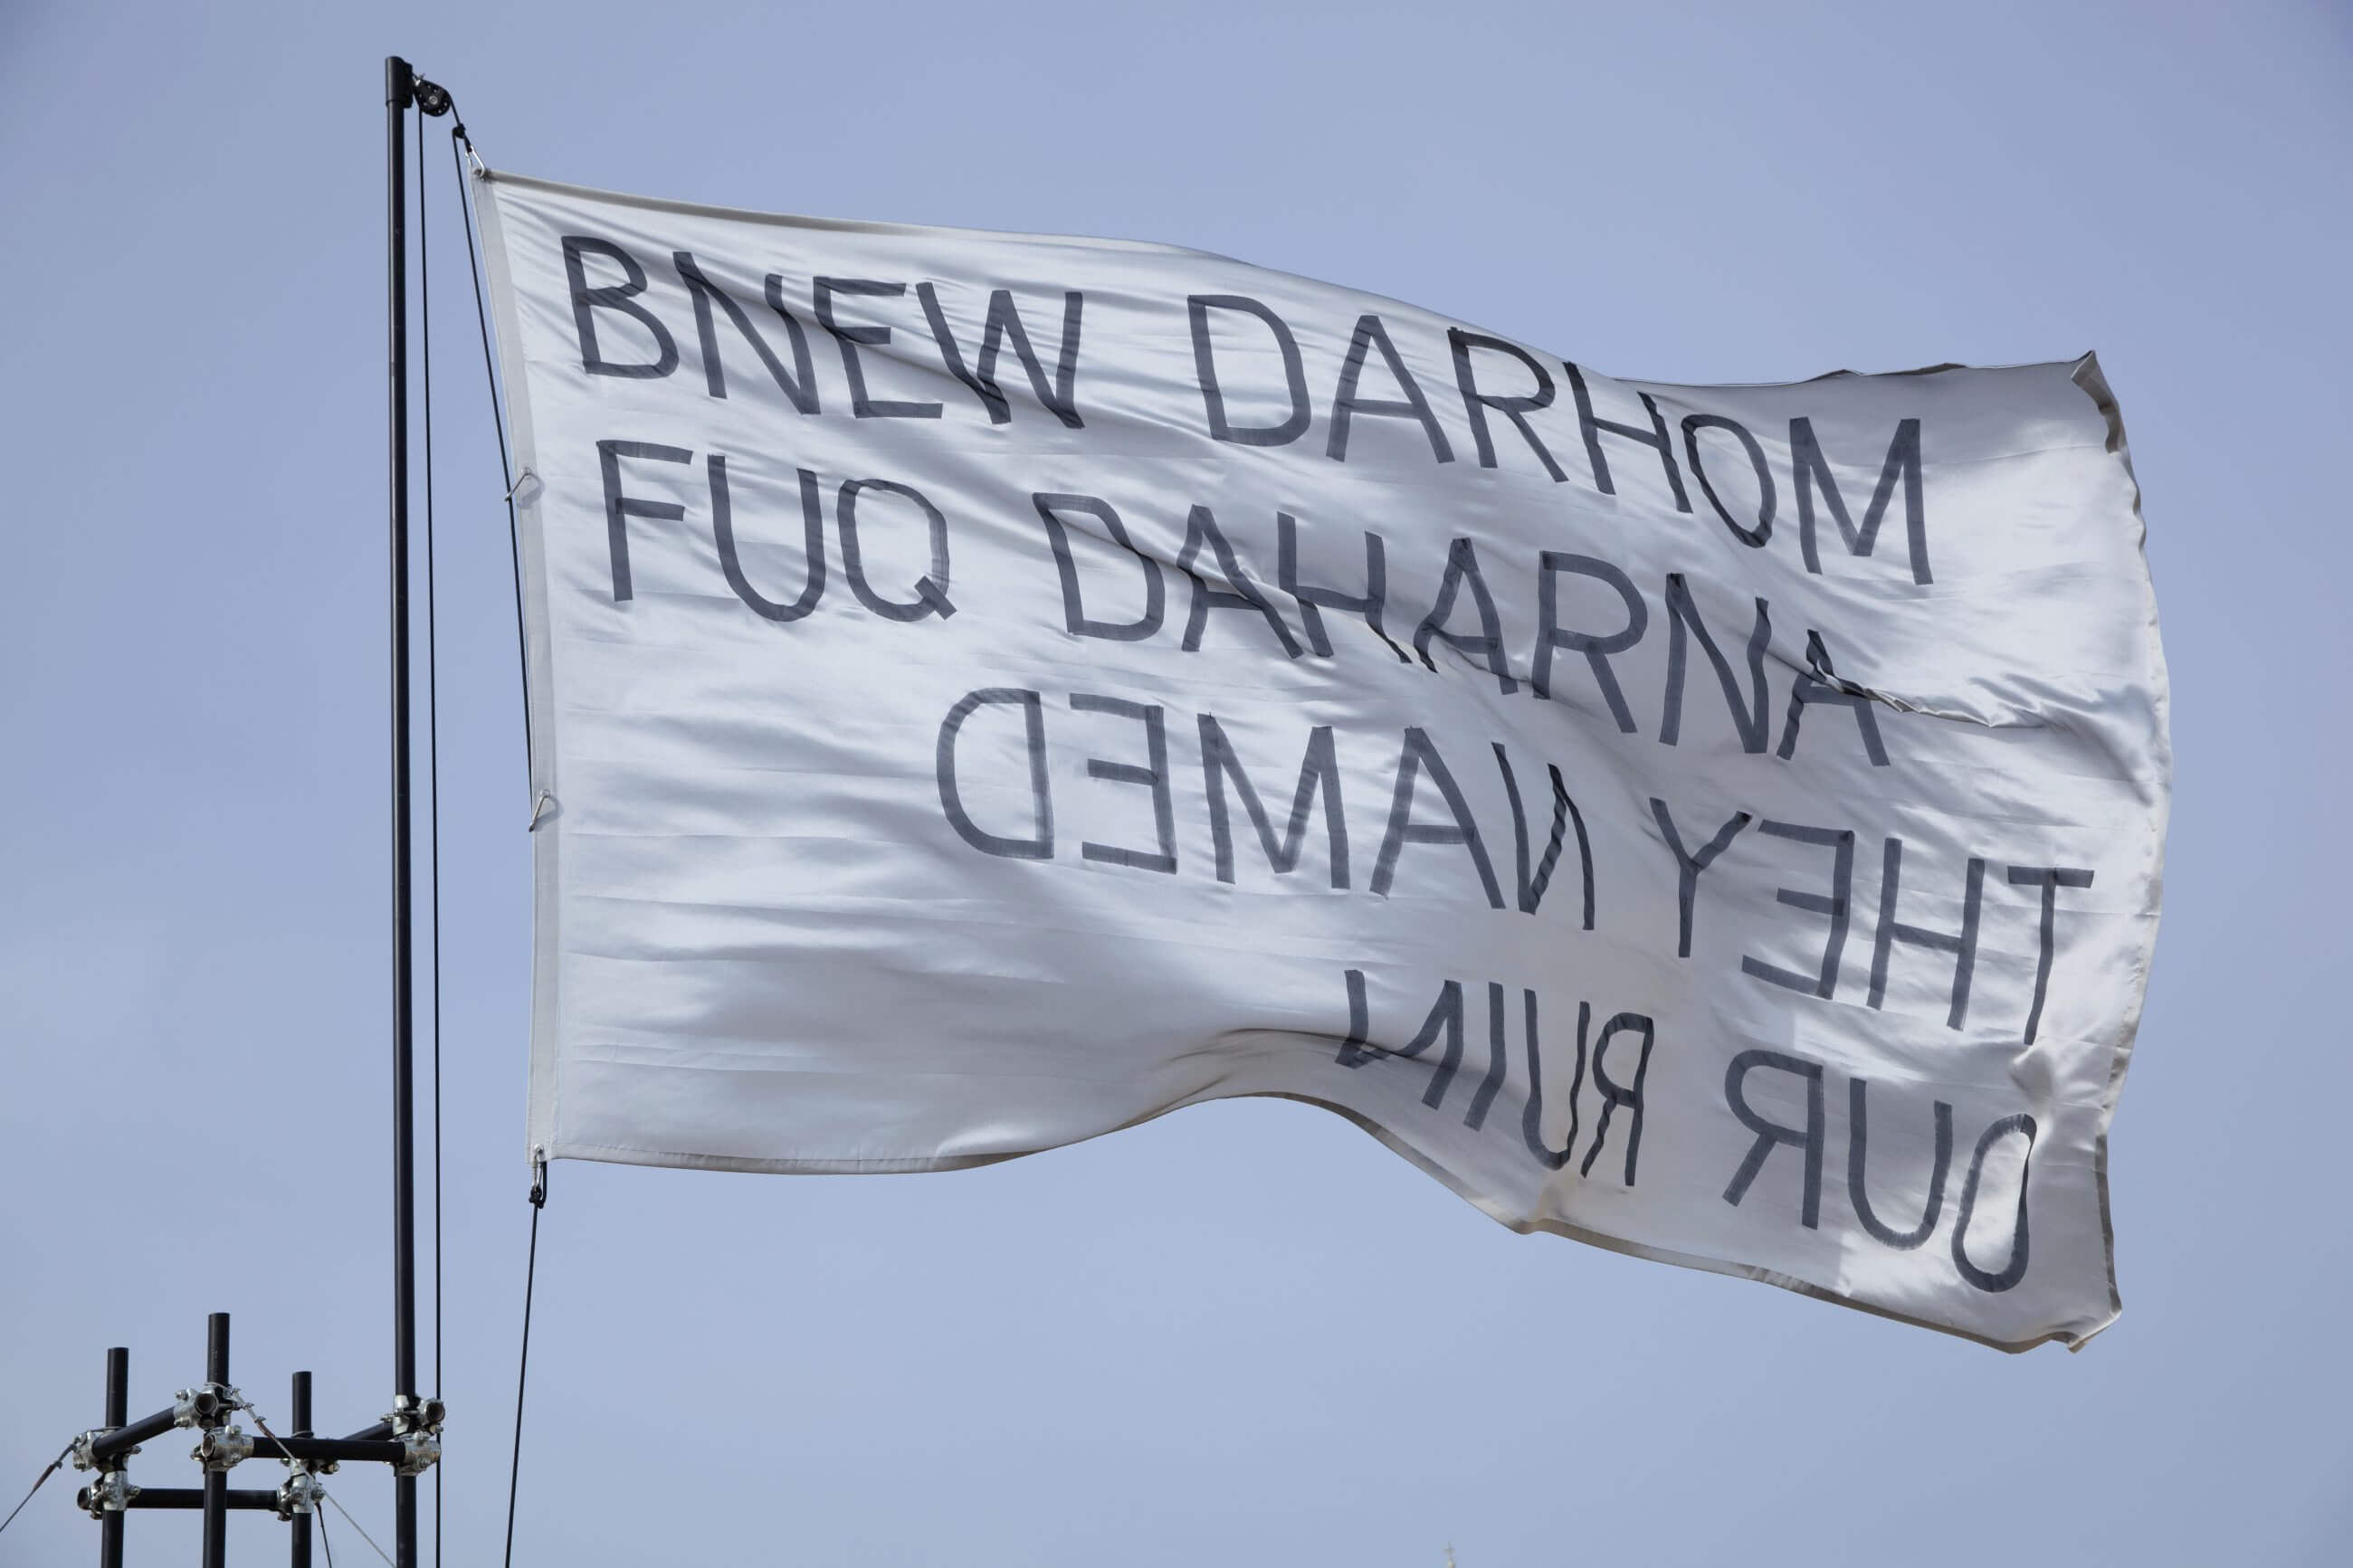 BNEW DARHOM
FUQ DAHARNA
THEY NAMED
OUR RUIN